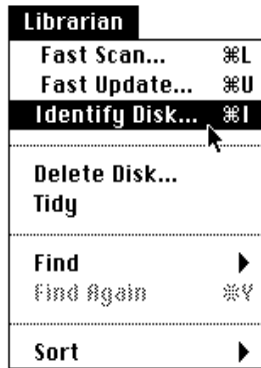 Librarian
Fast Scan... ⌘L
Fast Update... ⌘U
Identify Disk... ⌘I
Delete Disk...
Tidy
Find ▶
Find Again ⌘Y
Sort ▶